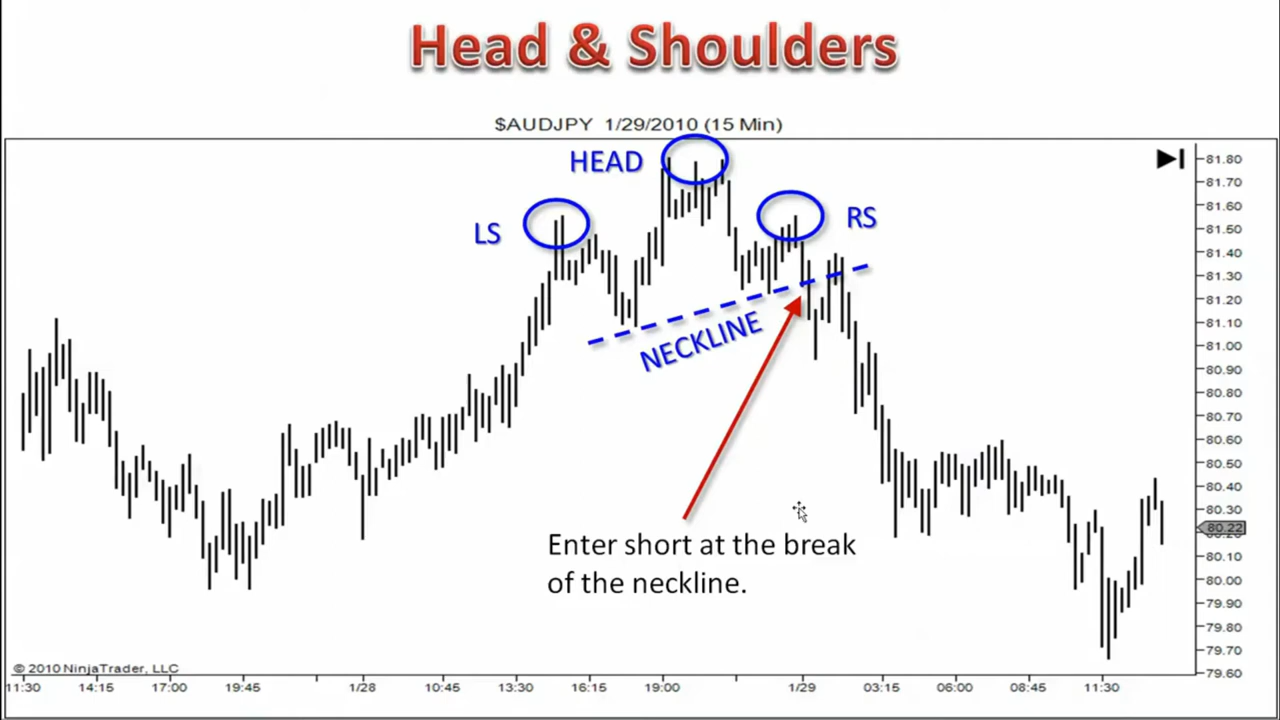 Head & Shoulders
$AUDJPY 1/29/2010 (15 Min)
HEAD
LS
RS
NECKLINE
Enter short at the break
of the neckline.
81.80
81.70
81.60
81.50
81.40
81.30
81.20
81.10
81.00
80.90
80.80
80.70
80.60
80.50
80.40
80.30
80.22
80.10
80.00
79.90
79.80
79.70
79.60
© 2010 NinjaTrader, LLC
11:30 14:15 17:00 19:45 1/28 10:45 13:30 16:15 19:00 1/29 03:15 06:00 08:45 11:30